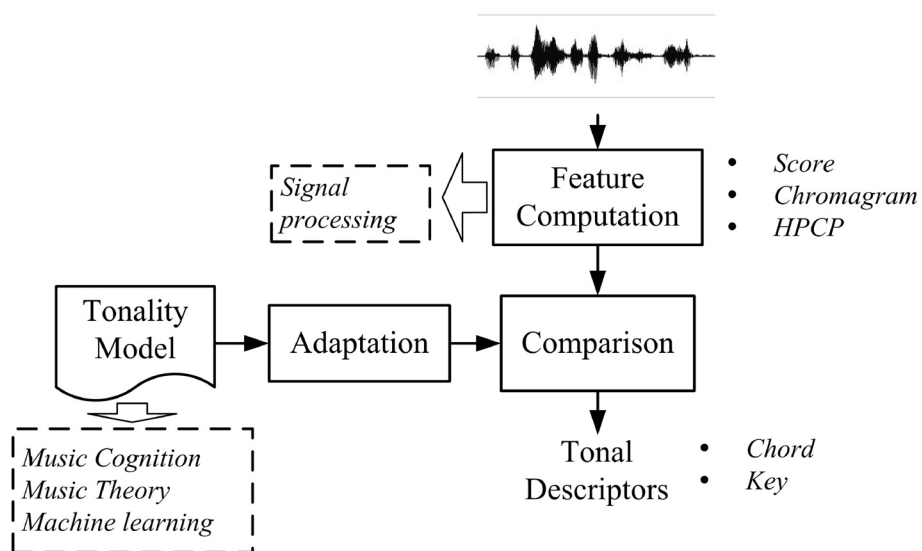 Signal
processing
Feature
Computation
• Score
• Chromagram
• HPCP
Tonality
Model
Adaptation
Comparison
Music Cognition
Music Theory
Machine learning
Tonal
Descriptors
• Chord
• Key